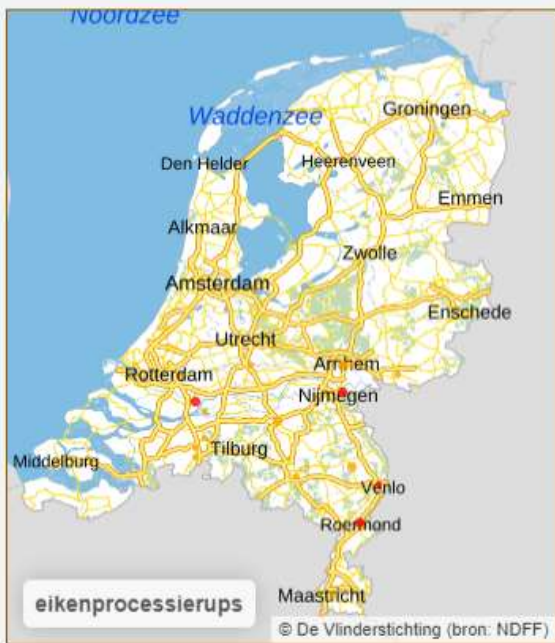 Noordzee
Waddenzee
Groningen
Den Helder
Heerenveen
Emmen
Alkmaar
Zwolle
Amsterdam
Enschede
Utrecht
Arnhem
Rotterdam
Nijmegen
Tilburg
Middelburg
Venlo
Roermond
Maastricht
eikenprocessierups
© De Vlinderstichting (bron: NDFF)